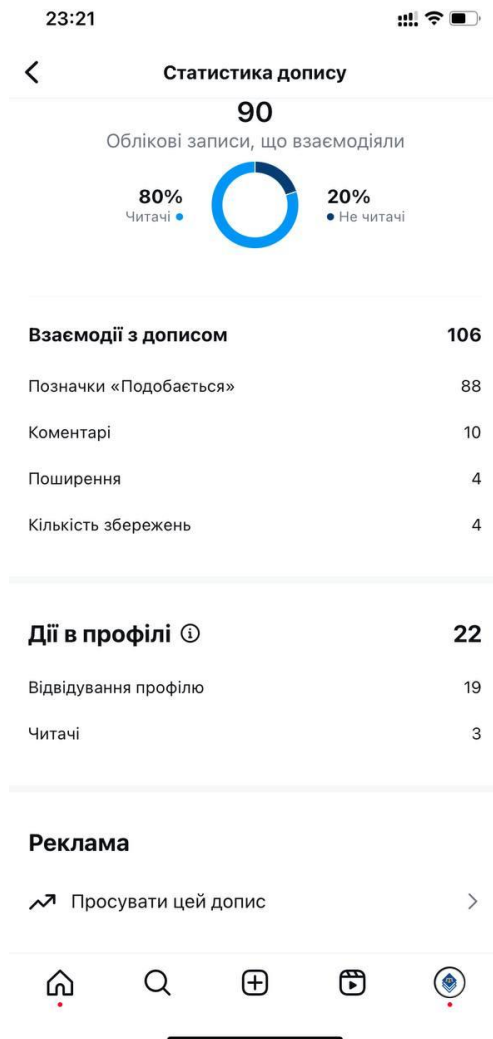 23:21
Статистика допису
90
Облікові записи, що взаємодіяли
80%
Читачі
20%
Не читачі
Взаємодії з дописом 106
Позначки «Подобається» 88
Коментарі 10
Поширення 4
Кількість збережень 4
Дії в профілі 22
Відвідування профілю 19
Читачі 3
Реклама
Просувати цей допис